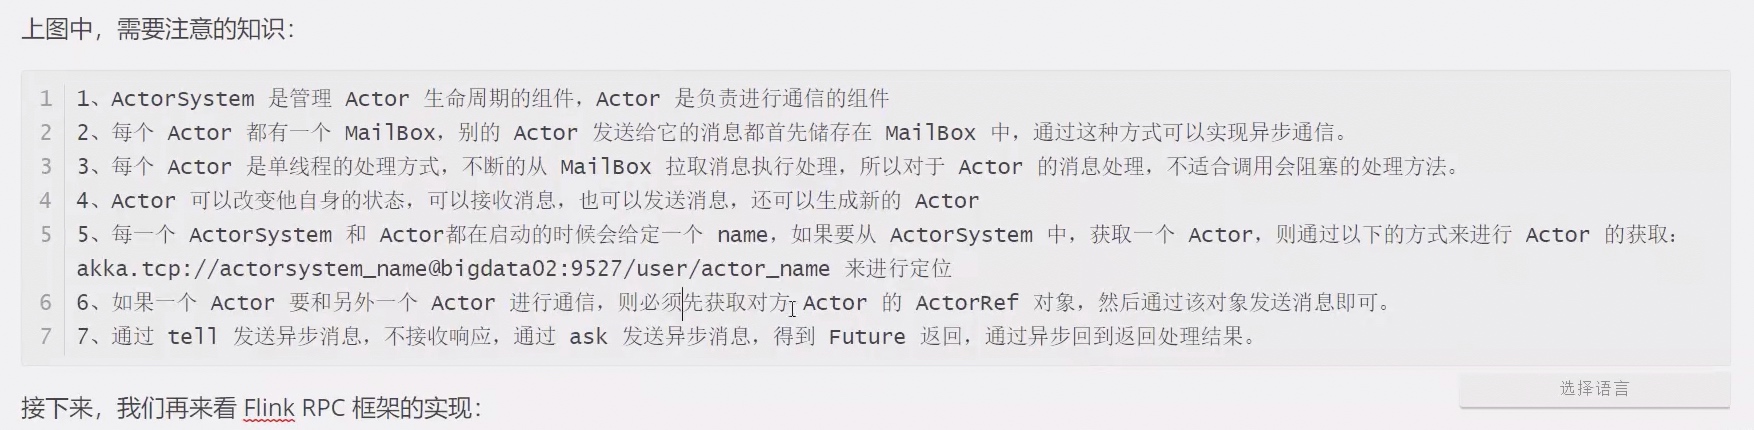 上图中，需要注意的知识：
1 1、ActorSystem 是管理 Actor 生命周期的组件，Actor 是负责进行通信的组件
2 2、每个 Actor 都有一个 MailBox，别的 Actor 发送给它的消息都首先储存在 MailBox 中，通过这种方式可以实现异步通信。
3 3、每个 Actor 是单线程的处理方式，不断的从 MailBox 拉取消息执行处理，所以对于 Actor 的消息处理，不适合调用会阻塞的处理方法。
4 4、Actor 可以改变他自身的状态，可以接收消息，也可以发送消息，还可以生成新的 Actor
5 5、每一个 ActorSystem 和 Actor都在启动的时候会给定一个 name，如果要从 ActorSystem 中，获取一个 Actor，则通过以下的方式来进行 Actor 的获取：
akka.tcp://actorsystem_name@bigdata02:9527/user/actor_name 来进行定位
6 6、如果一个 Actor 要和另外一个 Actor 进行通信，则必须先获取对方 Actor 的 ActorRef 对象，然后通过该对象发送消息即可。
7 7、通过 tell 发送异步消息，不接收响应，通过 ask 发送异步消息，得到 Future 返回，通过异步回到返回处理结果。
选择语言
接下来，我们再来看 Flink RPC 框架的实现：